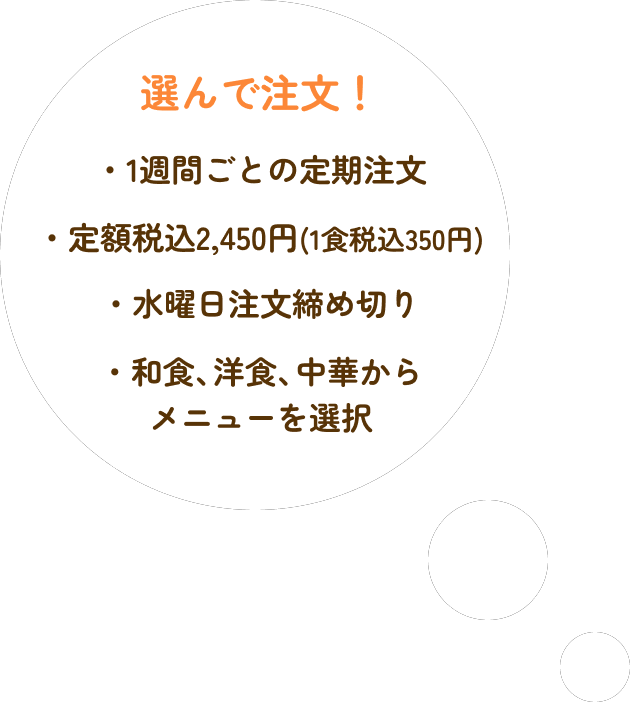 選んで注文！
・1週間ごとの定期注文
・定額税込2,450円(1食税込350円)
・水曜日注文締め切り
・和食、洋食、中華から
メニューを選択